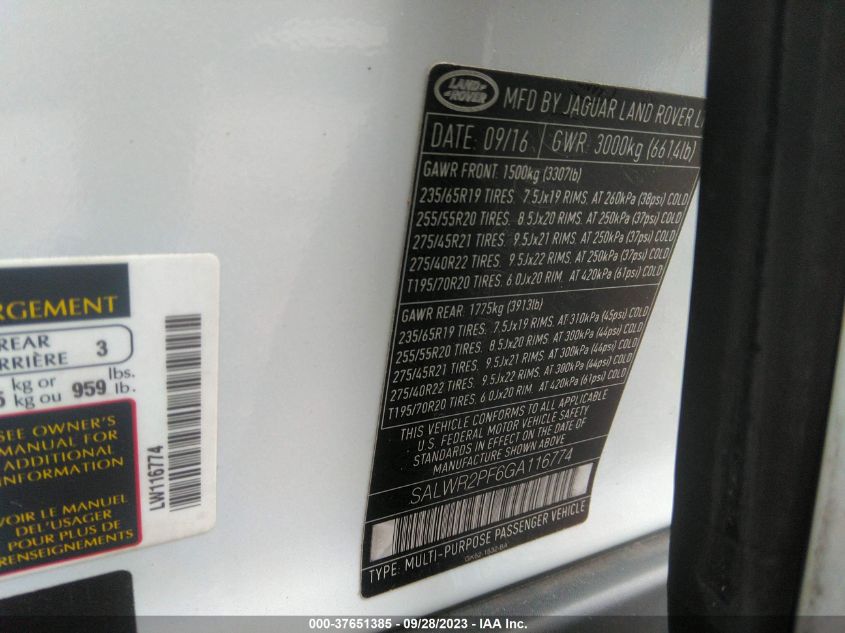 RGEMENT
REAR
RRIÈRE 3
kg or
kg ou 959 lbs.
lb.
SEE OWNER'S
MANUAL FOR
ADDITIONAL
INFORMATION
VOIR LE MANUEL
DEL'USAGER
POUR PLUS DE
RENSEIGNEMENTS
LW116774
LAND
ROVER
MFD BY JAGUAR LAND ROVER
DATE: 09/16 GWR: 3000kg (6614lb)
GAWR FRONT: 1500kg (3307lb)
235/65R19 TIRES. 7.5Jx19 RIMS. AT 260kPa (38psi) COLD
255/55R20 TIRES. 8.5Jx20 RIMS. AT 250kPa (37psi) COLD
275/45R21 TIRES. 9.5Jx21 RIMS. AT 250kPa (37psi) COLD
275/40R22 TIRES. 9.5Jx22 RIMS. AT 250kPa (37psi) COLD
T195/70R20 TIRES. 6.0Jx20 RIM. AT 420kPa (61psi) COLD
GAWR REAR: 1775kg (3913lb)
235/65R19 TIRES. 7.5Jx19 RIMS. AT 310kPa (45psi) COLD
255/55R20 TIRES. 8.5Jx20 RIMS. AT 300kPa (44psi) COLD
275/45R21 TIRES. 9.5Jx21 RIMS. AT 300kPa (44psi) COLD
275/40R22 TIRES. 9.5Jx22 RIMS. AT 300kPa (44psi) COLD
T195/70R20 TIRES. 6.0Jx20 RIM. AT 420kPa (61psi) COLD
THIS VEHICLE CONFORMS TO ALL APPLICABLE
U.S. FEDERAL MOTOR VEHICLE SAFETY
STANDARDS IN EFFECT ON THE DATE OF
MANUFACTURE SHOWN ABOVE
SALWR2PF6GA116774
TYPE: MULTI-PURPOSE PASSENGER VEHICLE
GK52-1532-BA
000-37651385 - 09/28/2023 - IAA Inc.